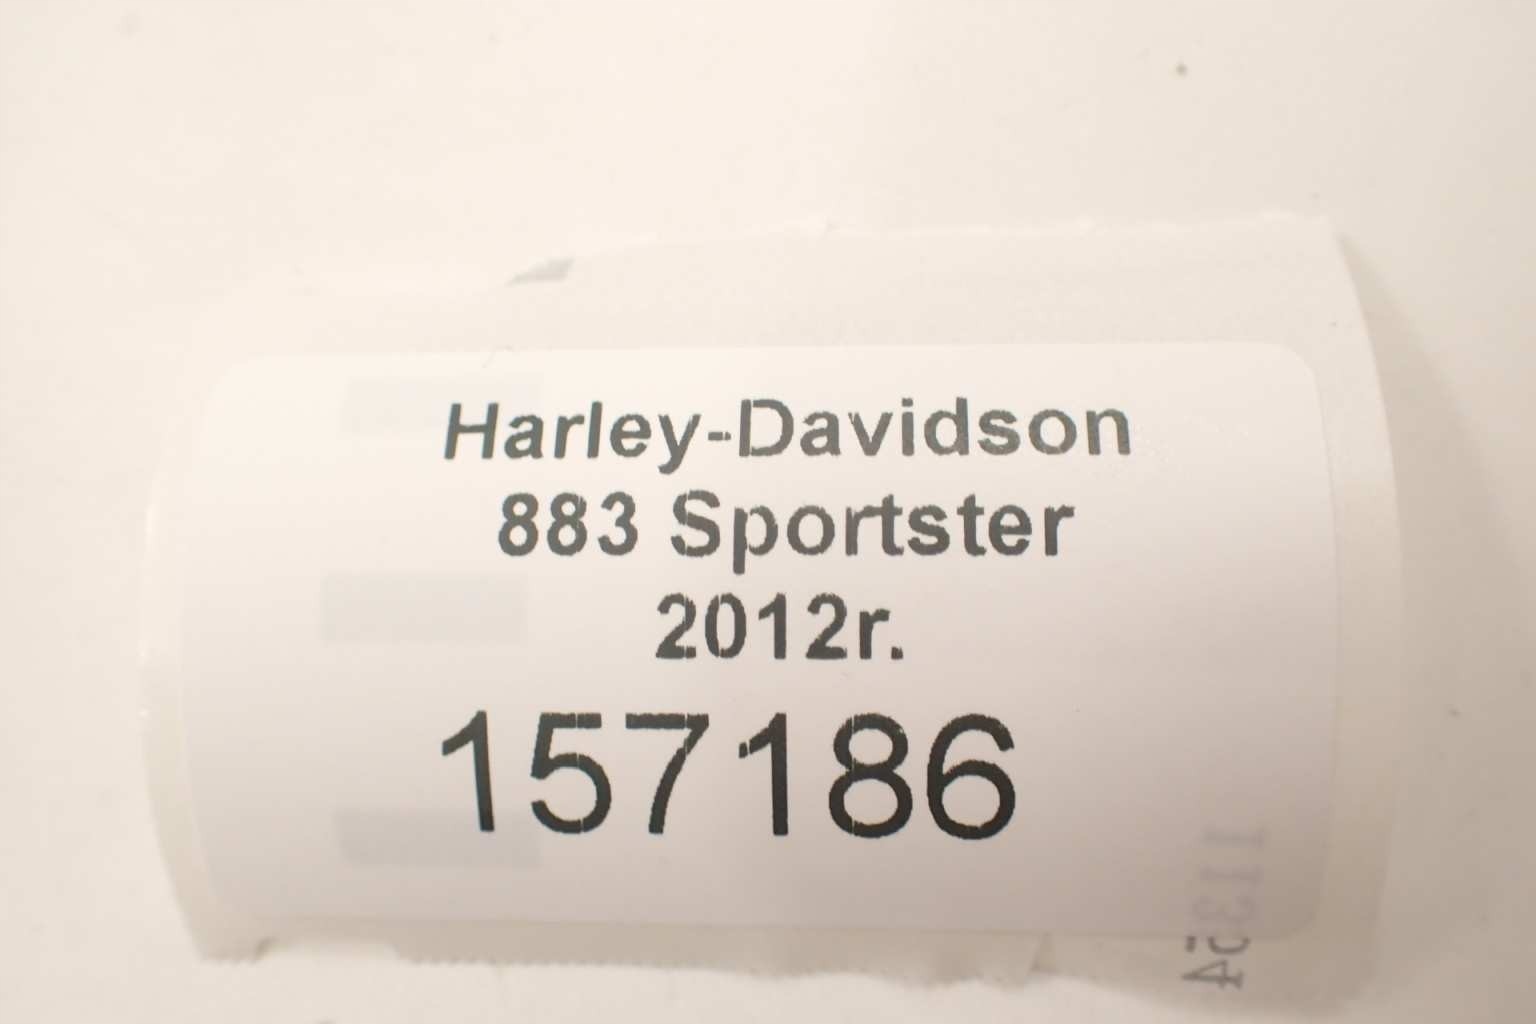 Harley-Davidson
883 Sportster
2012r.
157186